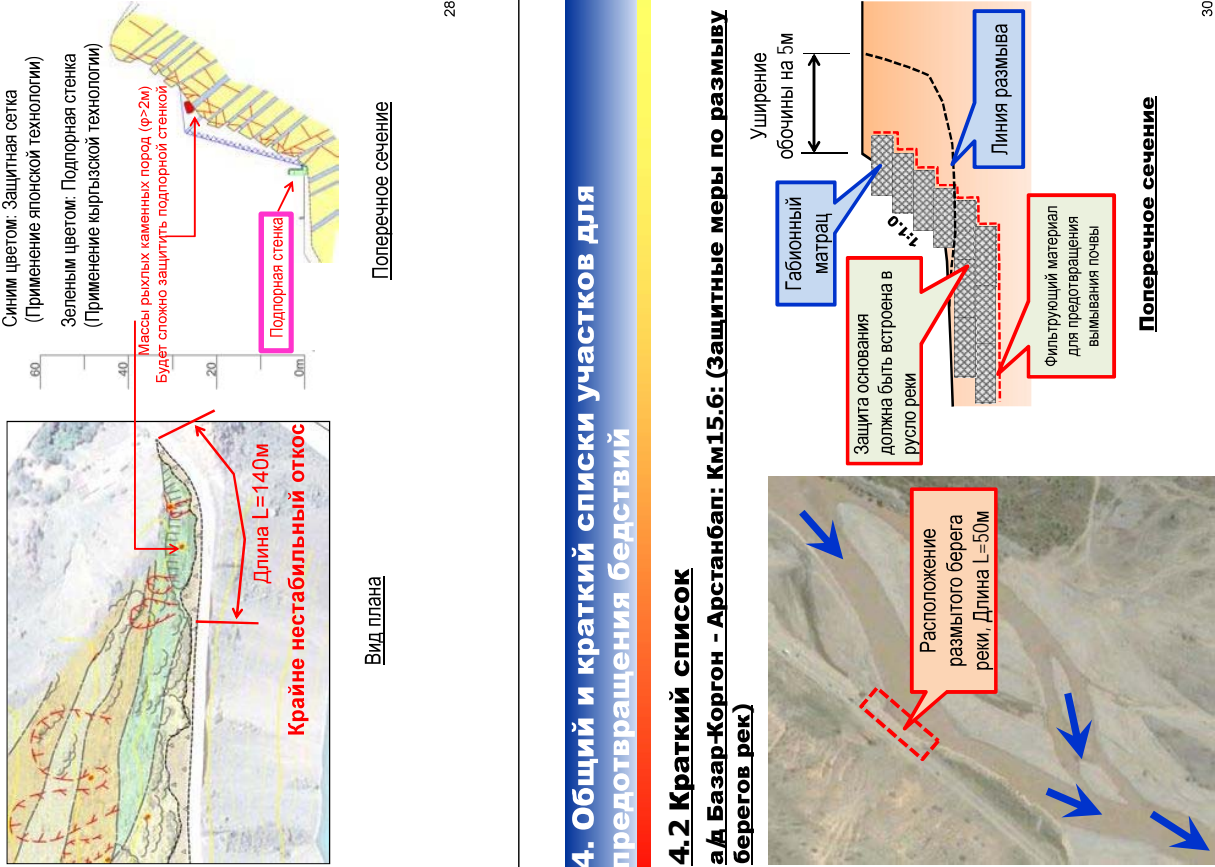 Синим цветом: Защитная сетка
(Применение японской технологии)
Зеленым цветом: Подпорная стенка
(Применение кыргызской технологии)
Массы рыхлых каменных пород (φ>2м)
Будет сложно защитить подпорной стенкой
60
40
20
0m
Подпорная стенка
Длина L=140м
Крайне нестабильный откос
Вид плана
Поперечное сечение
28
4. Общий и краткий списки участков для
предотвращения бедствий
4.2 Краткий список
а/д Базар-Коргон - Арстанбап: Км15.6: (Защитные меры по размыву
берегов рек)
Расположение
размытого берега
реки, Длина L=50м
Уширение
обочины на 5м
Габионный
матрац
1:1.0
Линия размыва
Защита основания
должна быть встроена в
русло реки
Фильтрующий материал
для предотвращения
вымывания почвы
Поперечное сечение
30